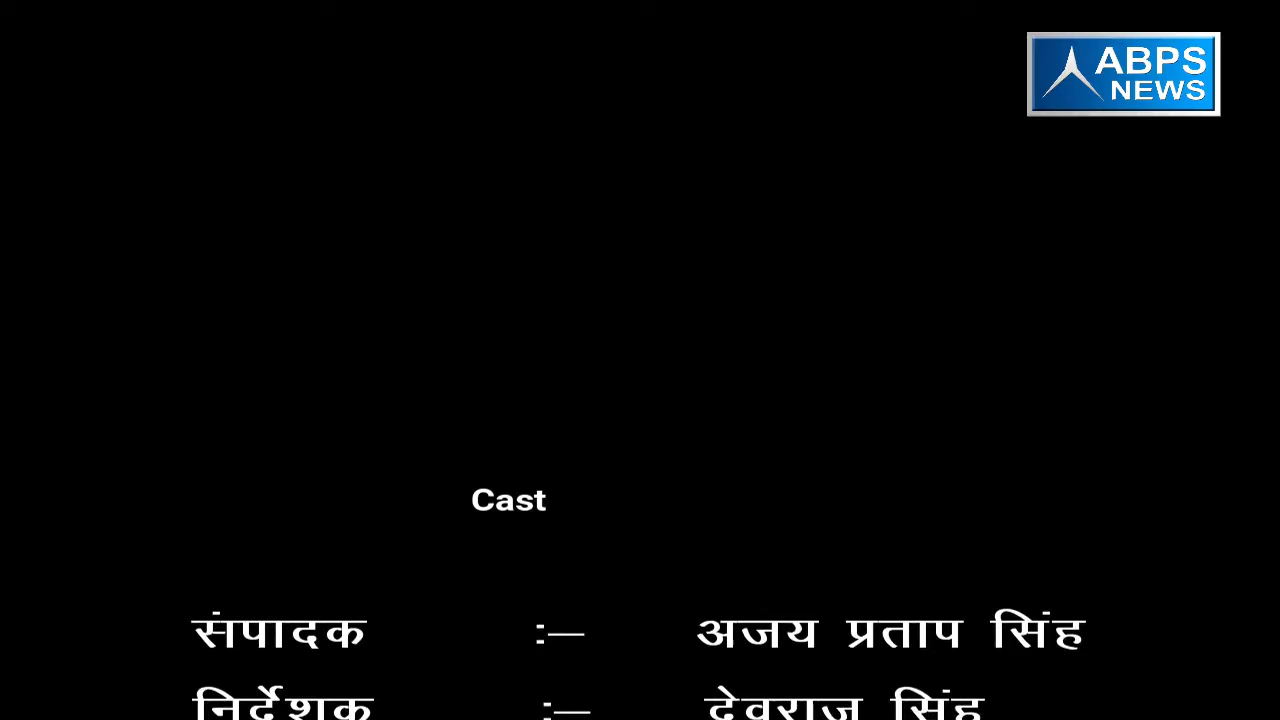 ABPS
NEWS
Cast
संपादक :— अजय प्रताप सिंह
निर्देशक :— देवराज सिंह